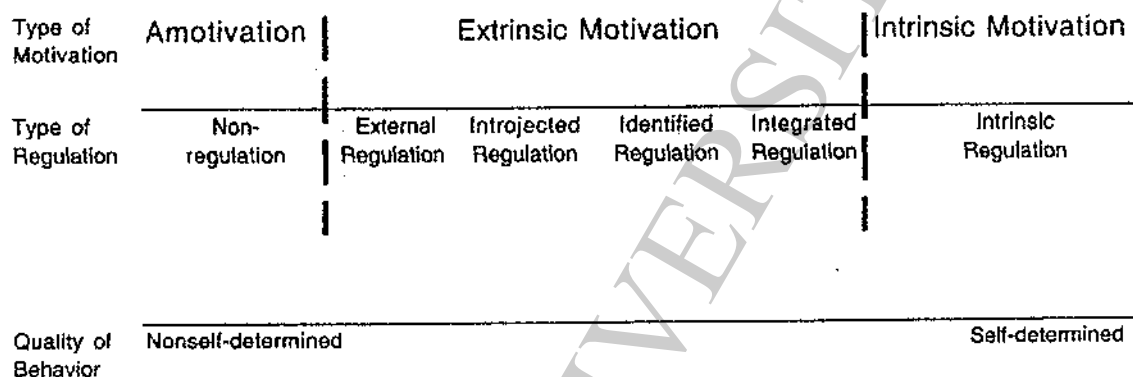 Type of Motivation
Amotivation
Extrinsic Motivation
Intrinsic Motivation
Type of Regulation
Non-regulation
External Regulation
Introjected Regulation
Identified Regulation
Integrated Regulation
Intrinsic Regulation
Quality of Behavior
Nonself-determined
Self-determined
VERSIT